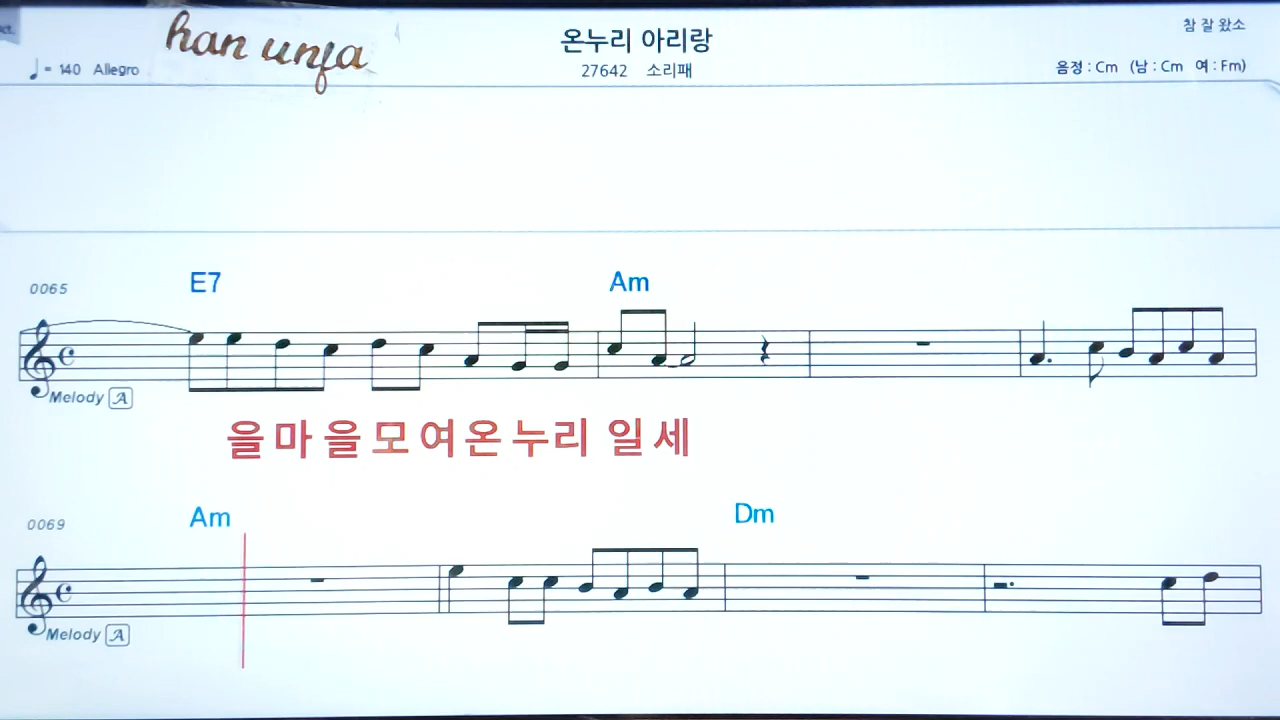 han unfa
온누리 아리랑
참 잘 왔소
♩= 140 Allegro
27642 소리패
음정 : Cm (남 : Cm 여 : Fm)
0065 E7 Am
Melody A
을 마 을 모 여 온 누 리 일 세
0069 Am Dm
Melody A